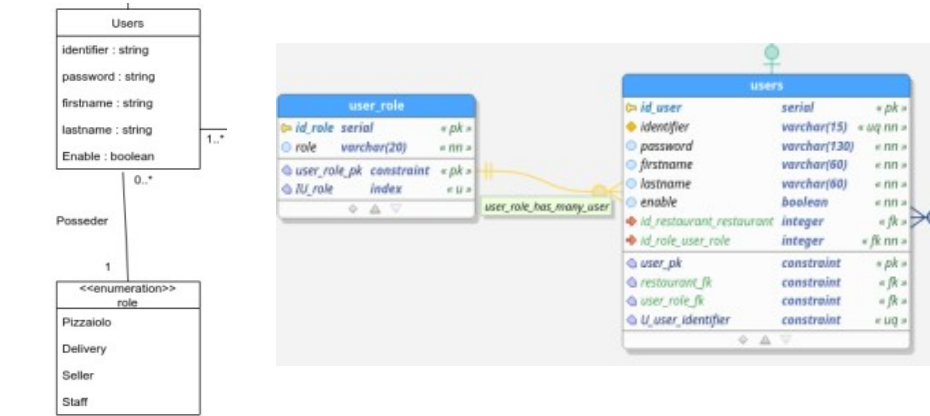 Users
identifier : string
password : string
firstname : string
lastname : string
Enable : boolean
1..*
0..*
Posseder
1
<<enumeration>>
role
Pizzaiolo
Delivery
Seller
Staff
user_role
id_role serial « pk »
role varchar(20) « nn »
user_role_pk constraint « pk »
IU_role index « u »
user_role_has_many_user
users
id_user serial « pk »
identifier varchar(15) « uq nn »
password varchar(130) « nn »
firstname varchar(60) « nn »
lastname varchar(60) « nn »
enable boolean « nn »
id_restaurant_restaurant integer « fk »
id_role_user_role integer « fk nn »
user_pk constraint « pk »
restaurant_fk constraint « fk »
user_role_fk constraint « fk »
U_user_identifier constraint « uq »